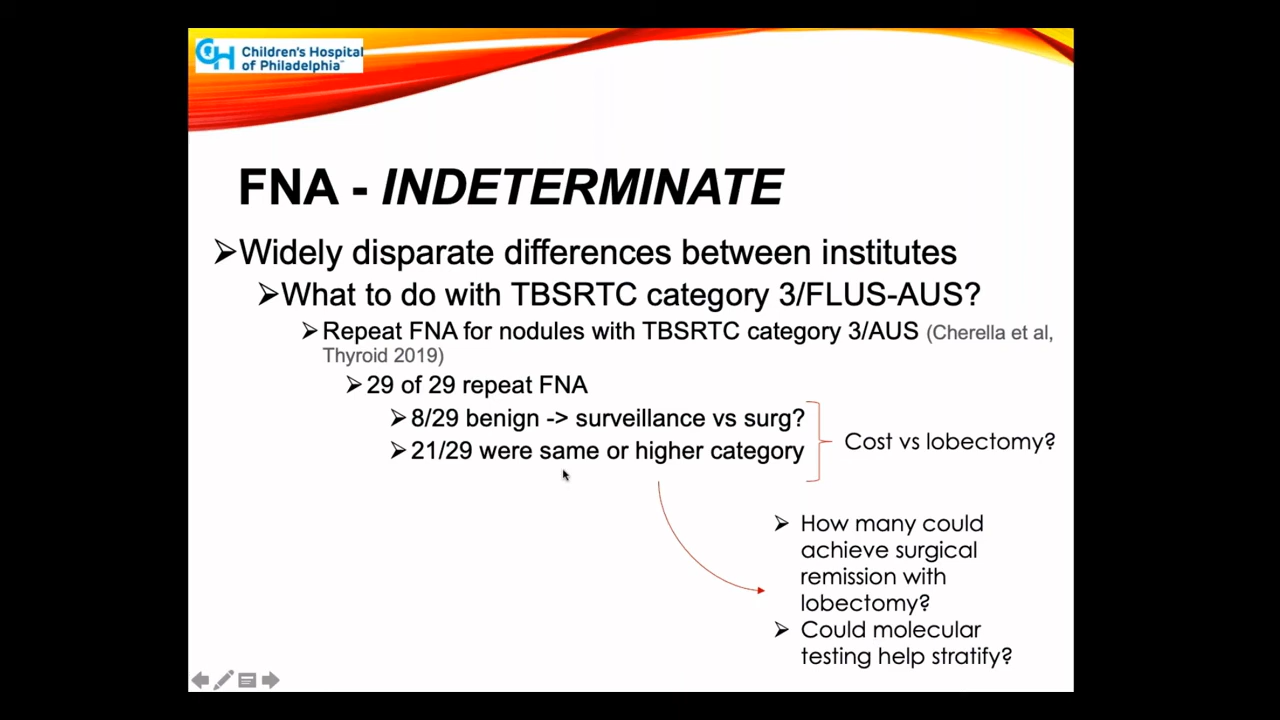 Children's Hospital
of Philadelphia™
FNA - INDETERMINATE
➢Widely disparate differences between institutes
➢What to do with TBSRTC category 3/FLUS-AUS?
➢Repeat FNA for nodules with TBSRTC category 3/AUS (Cherella et al,
Thyroid 2019)
➢29 of 29 repeat FNA
➢8/29 benign -> surveillance vs surg?
➢21/29 were same or higher category
Cost vs lobectomy?
➢ How many could
achieve surgical
remission with
lobectomy?
➢ Could molecular
testing help stratify?